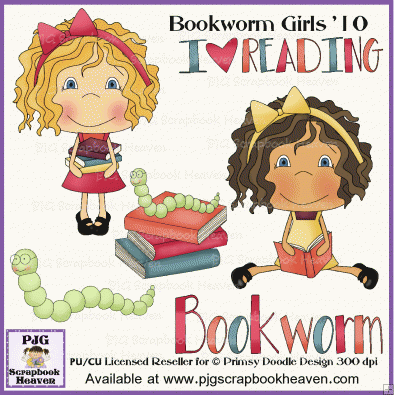 Bookworm Girls '10
I ♥ READING
Bookworm
PJG
Scrapbook
Heaven
PU/CU Licensed Reseller for © Primsy Doodle Design 300 dpi
Available at www.pjgscrapbookheaven.com